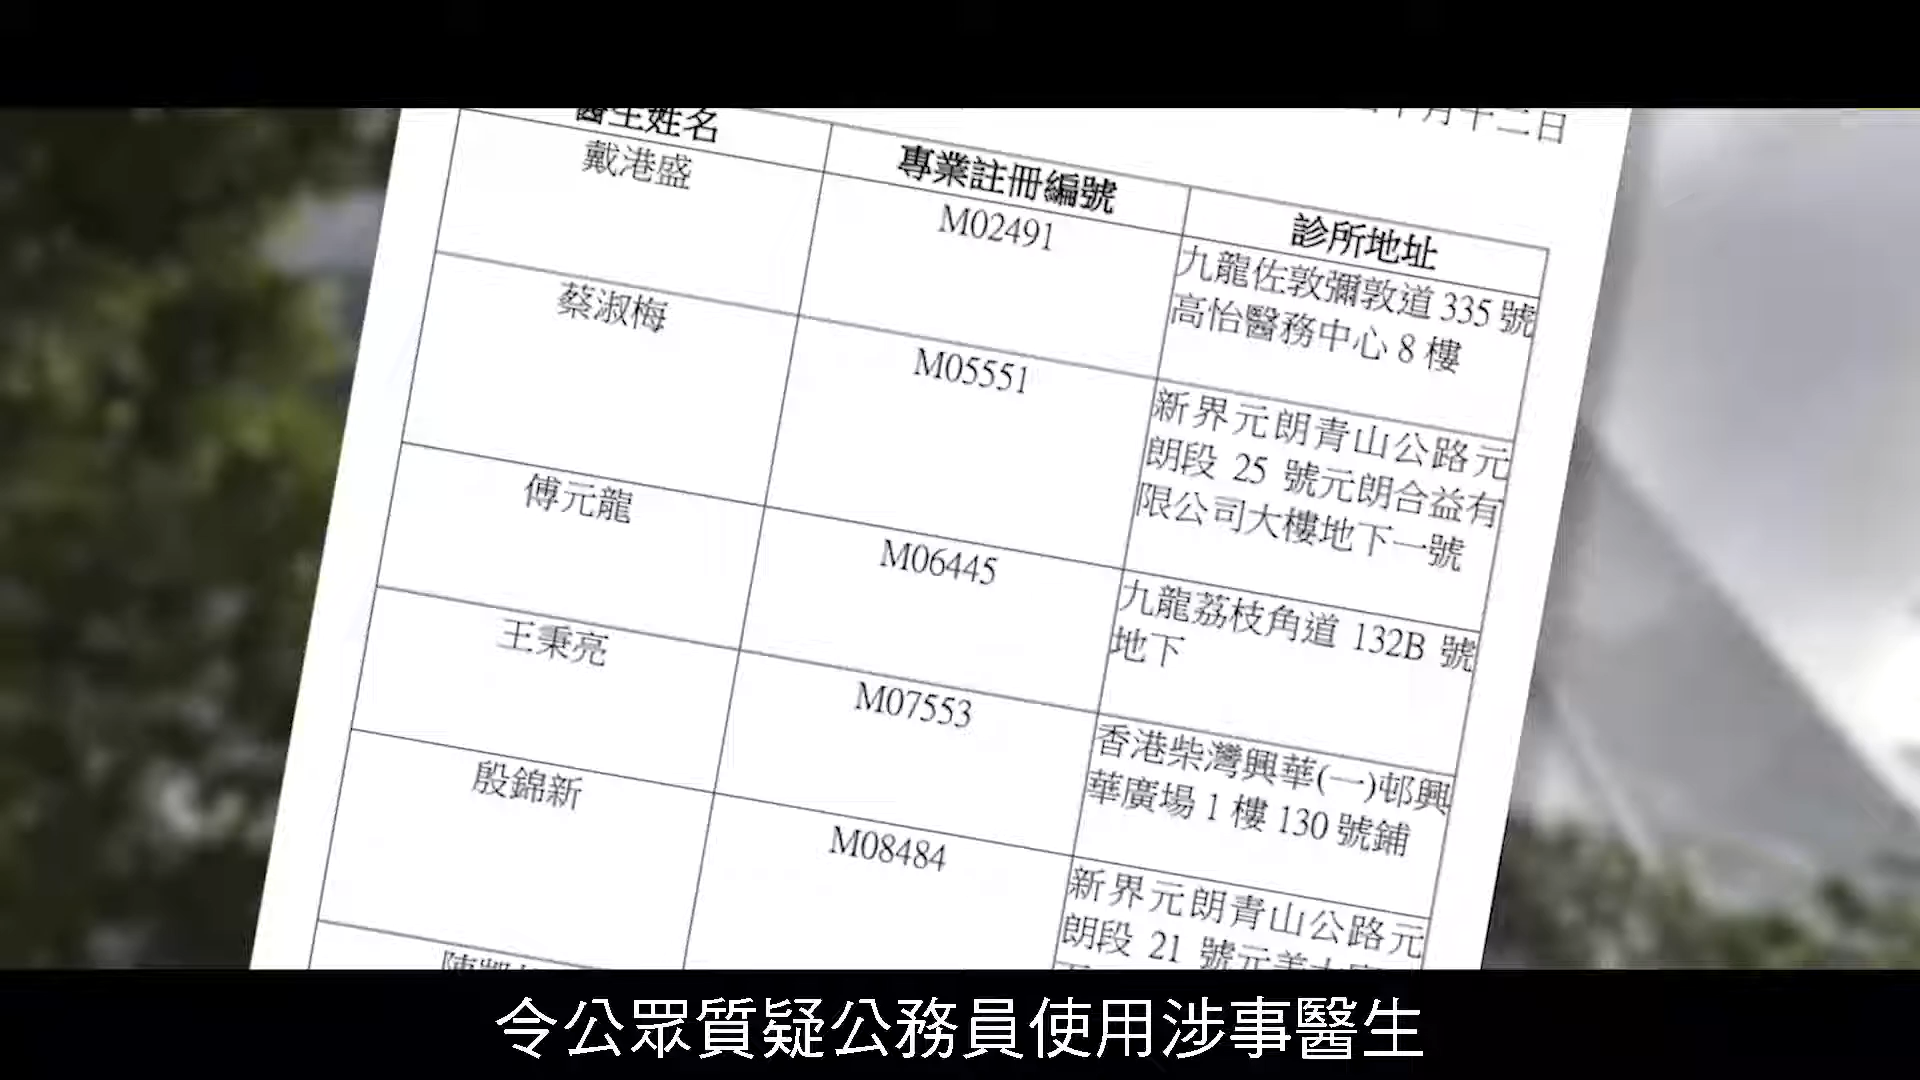 月十三日
醫生姓名
專業註冊編號
診所地址
戴港盛
M02491
九龍佐敦彌敦道 335 號
高怡醫務中心 8 樓
蔡淑梅
M05551
新界元朗青山公路元
朗段 25 號元朗合益有
限公司大樓地下一號
傅元龍
M06445
九龍荔枝角道 132B 號
地下
王秉亮
M07553
香港柴灣興華(一)邨興
華廣場 1 樓 130 號鋪
殷錦新
M08484
新界元朗青山公路元
朗段 21 號元
令公眾質疑公務員使用涉事醫生